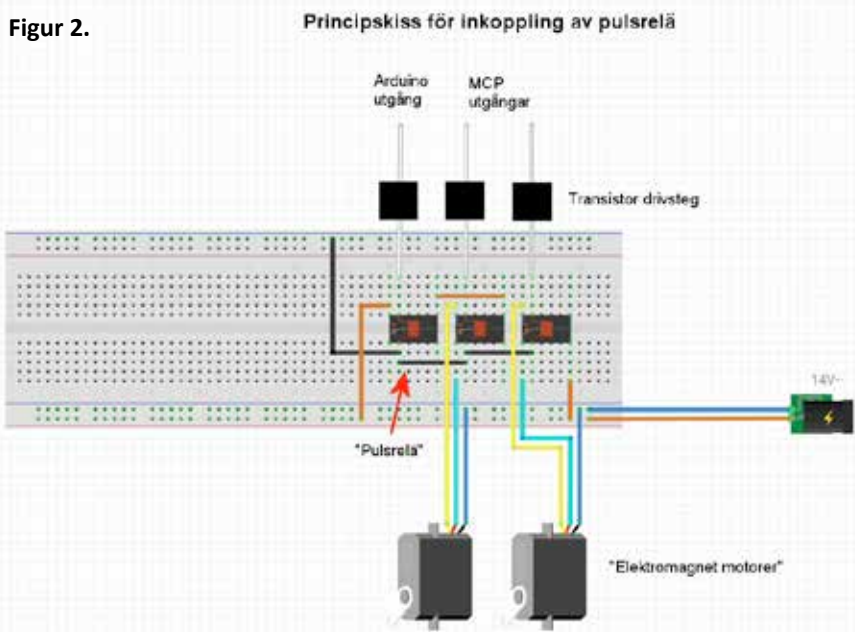 Figur 2.
Principskiss för inkoppling av pulsrelä
Arduino
utgång
MCP
utgångar
Transistor drivsteg
14V~
"Pulsrelä"
"Elektromagnet motorer"